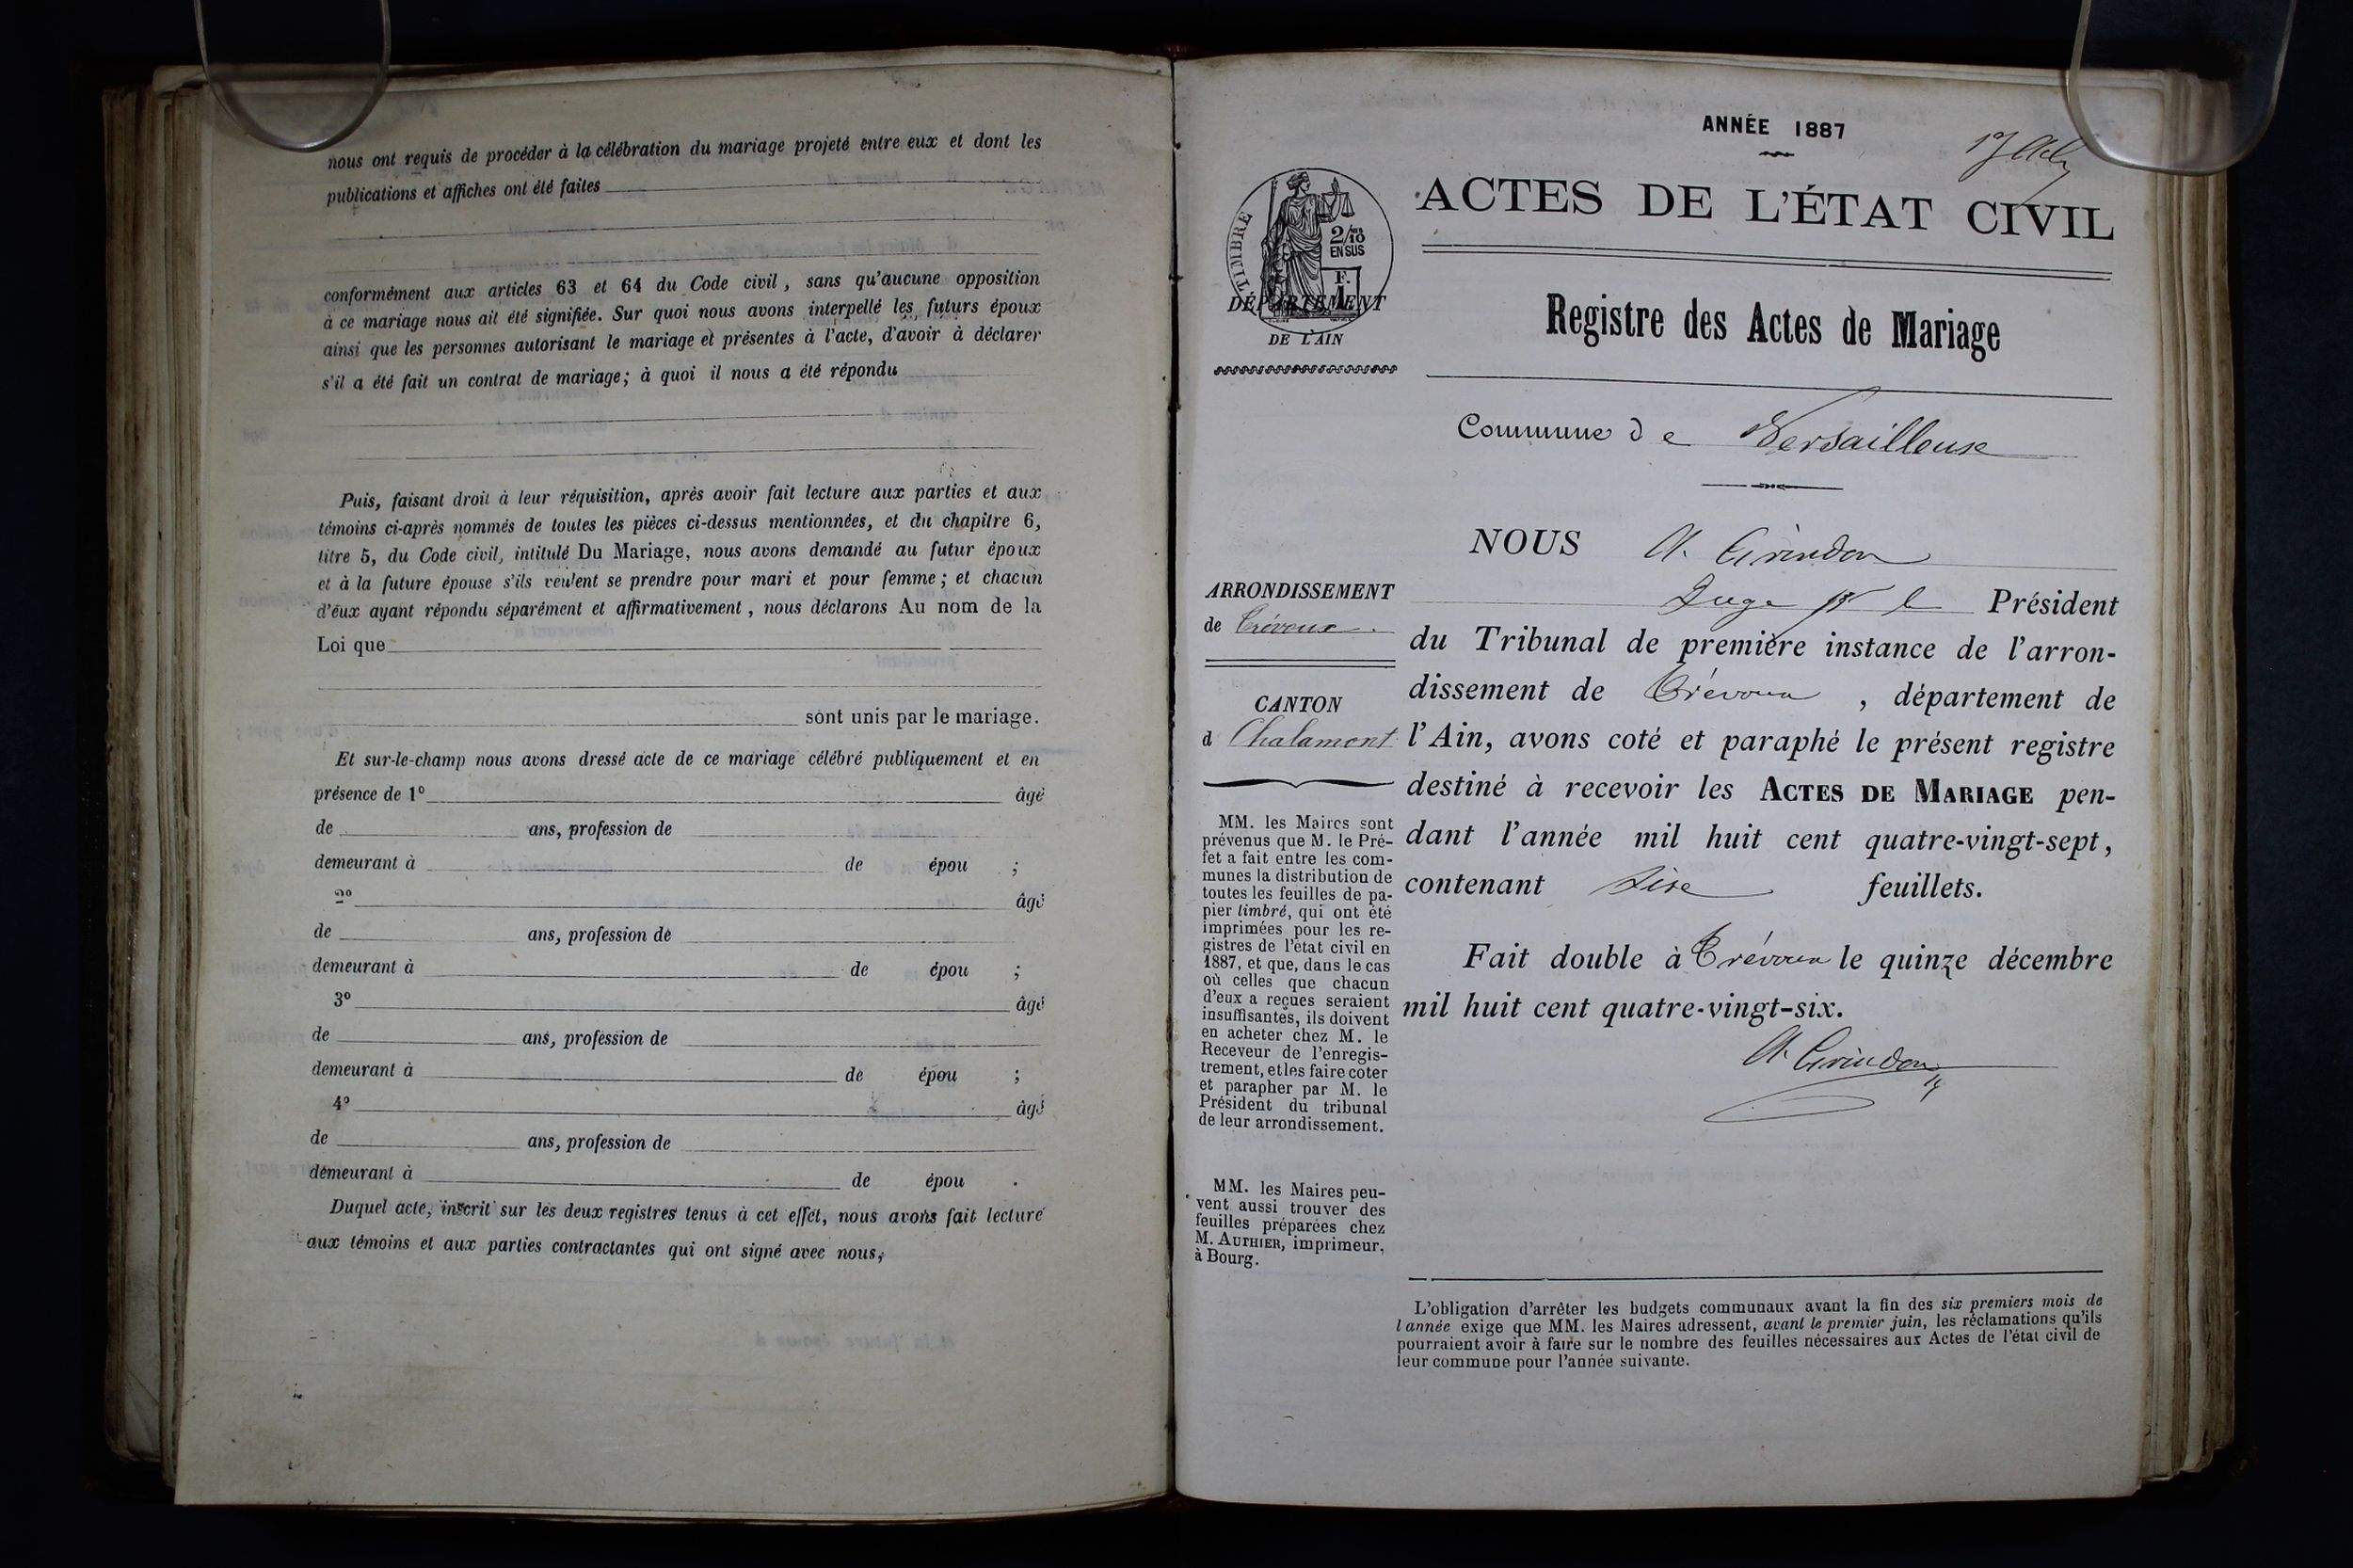 nous ont requis de procéder à la célébration du mariage projeté entre eux et dont les
publications et affiches ont été faites
conformément aux articles 63 et 64 du Code civil, sans qu'aucune opposition
à ce mariage nous ait été signifiée. Sur quoi nous avons interpellé les futurs époux
ainsi que les personnes autorisant le mariage et présentes à l'acte, d'avoir à déclarer
s'il a été fait un contrat de mariage; à quoi il nous a été répondu
Puis, faisant droit à leur réquisition, après avoir fait lecture aux parties et aux
témoins ci-après nommés de toutes les pièces ci-dessus mentionnées, et du chapitre 6,
titre 5, du Code civil, intitulé Du Mariage, nous avons demandé au futur époux
et à la future épouse s'ils veulent se prendre pour mari et pour femme; et chacun
d'eux ayant répondu séparément et affirmativement, nous déclarons Au nom de la
Loi que
sont unis par le mariage.
Et sur-le-champ nous avons dressé acte de ce mariage célébré publiquement et en
présence de 1° âgé
de ans, profession de
demeurant à de épou ;
2° âgé
de ans, profession de
demeurant à de épou ;
3° âgé
de ans, profession de
demeurant à de épou ;
4° âgé
de ans, profession de
demeurant à de épou .
Duquel acte, inscrit sur les deux registres tenus à cet effet, nous avons fait lecture
aux témoins et aux parties contractantes qui ont signé avec nous,
ANNÉE 1887
ACTES DE L'ÉTAT CIVIL
TIMBRE
2/10
EN SUS
F.
1
DÉPARTEMENT
DE L'AIN
Registre des Actes de Mariage
Commune de Versailleux
ARRONDISSEMENT
de Trévoux
CANTON
d Chalamont
MM. les Maires sont
prévenus que M. le Pré-
fet a fait entre les com-
munes la distribution de
toutes les feuilles de pa-
pier timbré, qui ont été
imprimées pour les re-
gistres de l'état civil en
1887, et que, dans le cas
où celles que chacun
d'eux a reçues seraient
insuffisantes, ils doivent
en acheter chez M. le
Receveur de l'enregis-
trement, et les faire coter
et parapher par M. le
Président du tribunal
de leur arrondissement.
MM. les Maires peu-
vent aussi trouver des
feuilles préparées chez
M. AUTHIER, imprimeur,
à Bourg.
NOUS A. Grindon
Juge pr le Président
du Tribunal de première instance de l'arron-
dissement de Trévoux, département de
l'Ain, avons coté et paraphé le présent registre
destiné à recevoir les ACTES DE MARIAGE pen-
dant l'année mil huit cent quatre-vingt-sept,
contenant feuillets.
Fait double à Trévoux le quinze décembre
mil huit cent quatre-vingt-six.
A. Grindon
L'obligation d'arrêter les budgets communaux avant la fin des six premiers mois de
l'année exige que MM. les Maires adressent, avant le premier juin, les réclamations qu'ils
pourraient avoir à faire sur le nombre des feuilles nécessaires aux Actes de l'état civil de
leur commune pour l'année suivante.